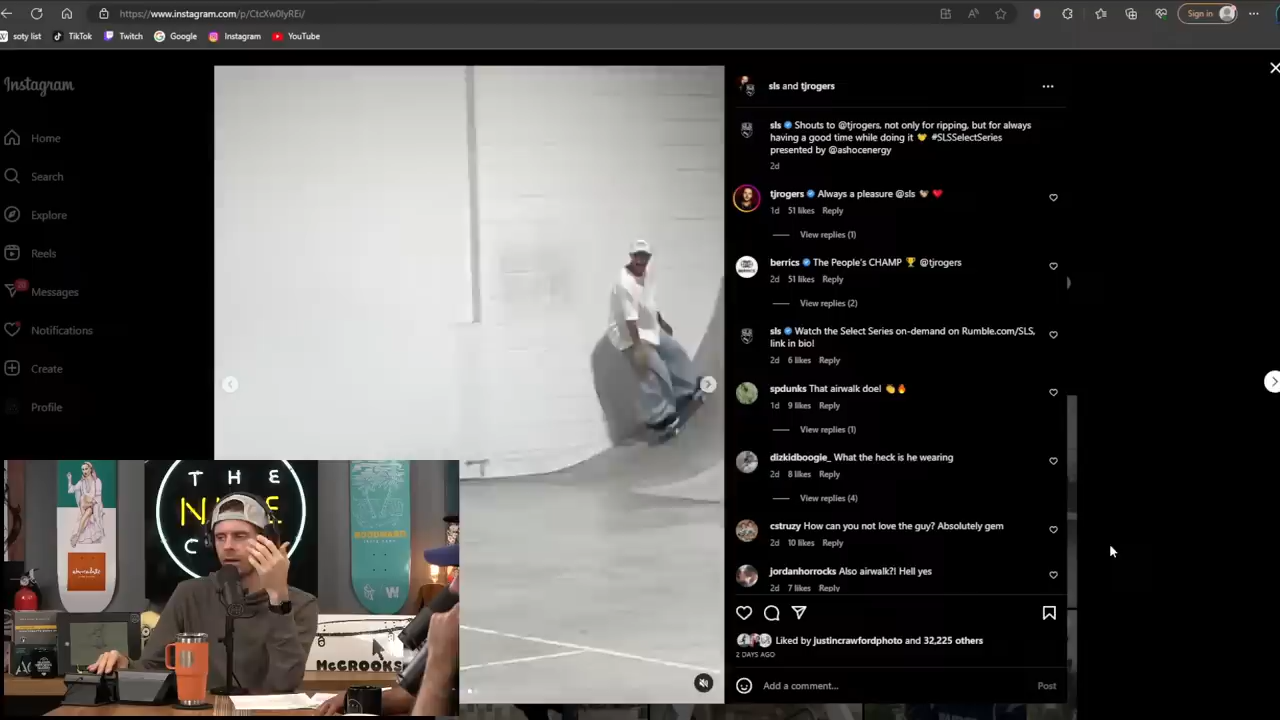 https://www.instagram.com/p/CtcXw0lyREi/
Sign in
soty list
TikTok
Twitch
Google
Instagram
YouTube
Instagram
Home
Search
Explore
Reels
Messages
Notifications
Create
Profile
sls and tjrogers
sls Shouts to @tjrogers, not only for ripping, but for always
having a good time while doing it #SLSSelectSeries
presented by @ashocenergy
2d
tjrogers Always a pleasure @sls
1d 51 likes Reply
View replies (1)
berrics The People's CHAMP @tjrogers
2d 51 likes Reply
View replies (2)
sls Watch the Select Series on-demand on Rumble.com/SLS,
link in bio!
2d 6 likes Reply
spdunks That airwalk doe!
1d 9 likes Reply
View replies (1)
dizkidboogie_ What the heck is he wearing
2d 8 likes Reply
View replies (4)
cstruzy How can you not love the guy? Absolutely gem
2d 10 likes Reply
jordanhorrocks Also airwalk?! Hell yes
2d 7 likes Reply
Liked by justincrawfordphoto and 32,225 others
2 DAYS AGO
Add a comment...
Post
THE
WOODWARD
McCROOKS